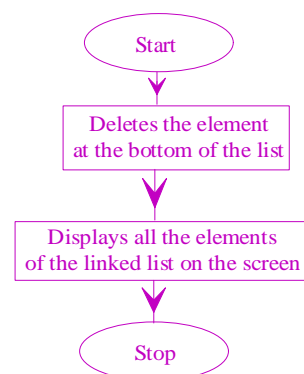 Start
Deletes the element
at the bottom of the list
Displays all the elements
of the linked list on the screen
Stop